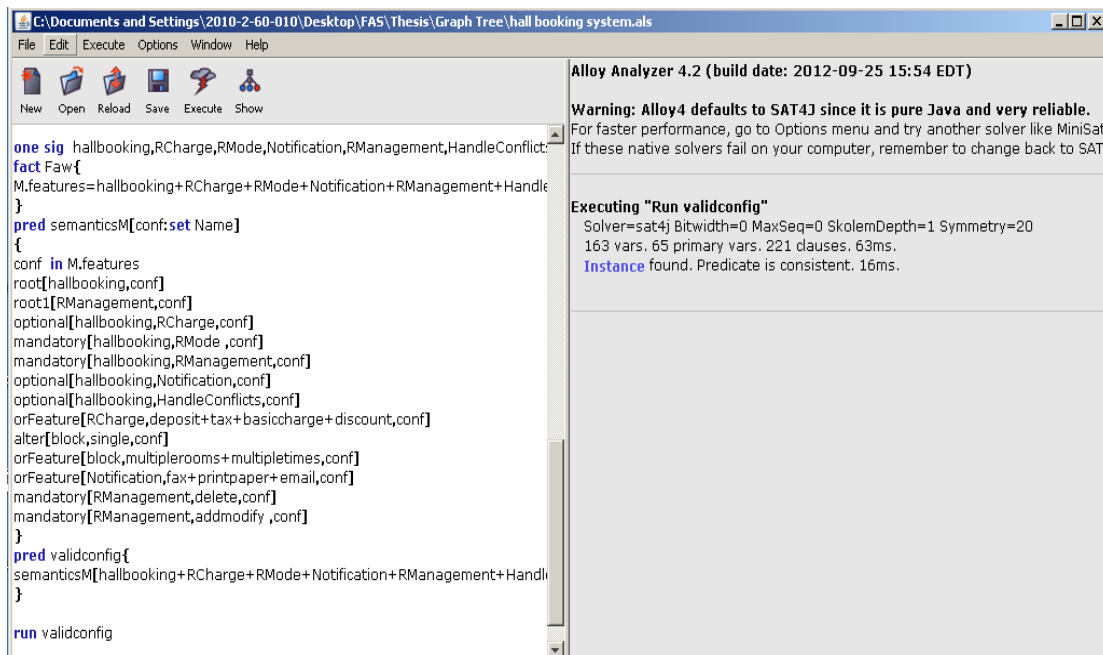 C:\Documents and Settings\2010-2-60-010\Desktop\FAS\Thesis\Graph Tree\hall booking system.als
File Edit Execute Options Window Help
New Open Reload Save Execute Show
one sig hallbooking,RCharge,RMode,Notification,RManagement,HandleConflicts
fact Faw{
M.features=hallbooking+RCharge+RMode+Notification+RManagement+Handle
}
pred semanticsM[conf:set Name]
{
conf in M.features
root[hallbooking,conf]
root1[RManagement,conf]
optional[hallbooking,RCharge,conf]
mandatory[hallbooking,RMode ,conf]
mandatory[hallbooking,RManagement,conf]
optional[hallbooking,Notification,conf]
optional[hallbooking,HandleConflicts,conf]
orFeature[RCharge,deposit+tax+basiccharge+discount,conf]
alter[block,single,conf]
orFeature[block,multiplerooms+multipletimes,conf]
orFeature[Notification,fax+printpaper+email,conf]
mandatory[RManagement,delete,conf]
mandatory[RManagement,addmodify ,conf]
}
pred validconfig{
semanticsM[hallbooking+RCharge+RMode+Notification+RManagement+Handl
}
run validconfig
Alloy Analyzer 4.2 (build date: 2012-09-25 15:54 EDT)
Warning: Alloy4 defaults to SAT4J since it is pure Java and very reliable.
For faster performance, go to Options menu and try another solver like MiniSat
If these native solvers fail on your computer, remember to change back to SAT
Executing "Run validconfig"
Solver=sat4j Bitwidth=0 MaxSeq=0 SkolemDepth=1 Symmetry=20
163 vars. 65 primary vars. 221 clauses. 63ms.
Instance found. Predicate is consistent. 16ms.